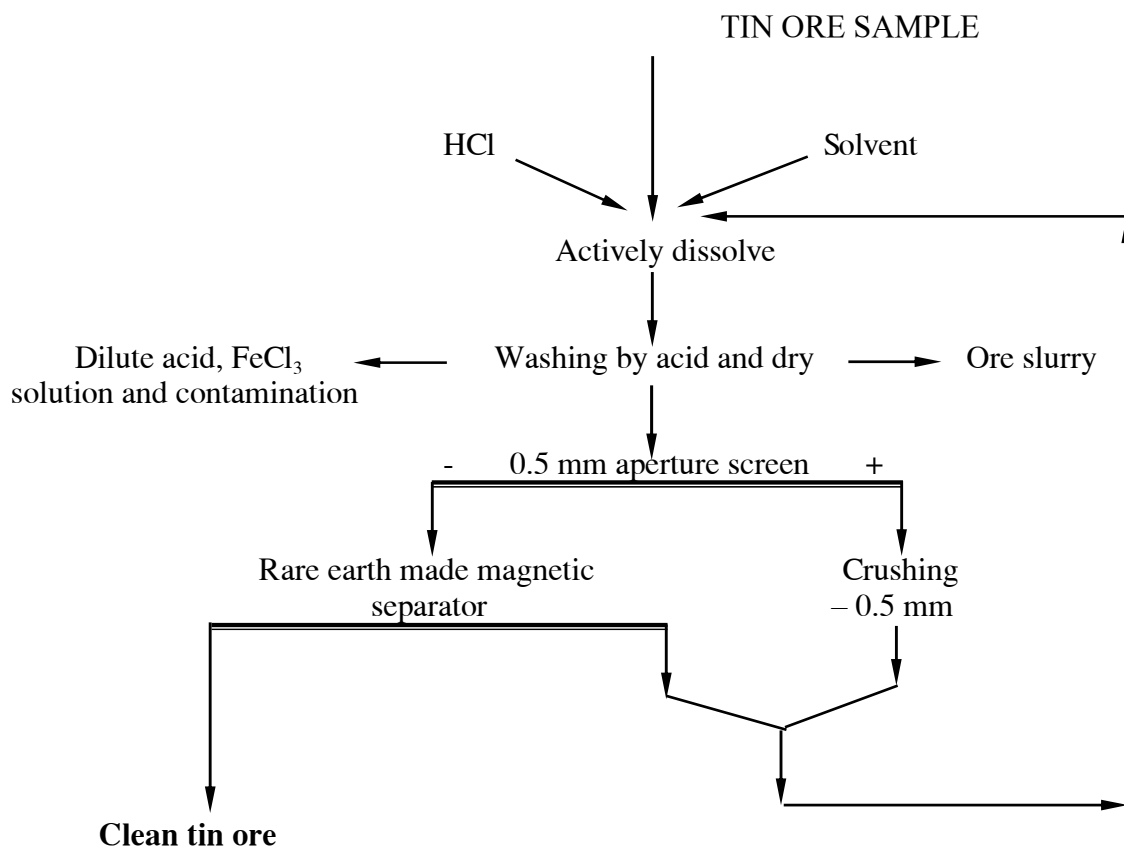 TIN ORE SAMPLE
HCl
Solvent
Actively dissolve
Dilute acid, FeCl₃
solution and contamination
Washing by acid and dry
Ore slurry
- 0.5 mm aperture screen +
Rare earth made magnetic
separator
Crushing
– 0.5 mm
Clean tin ore